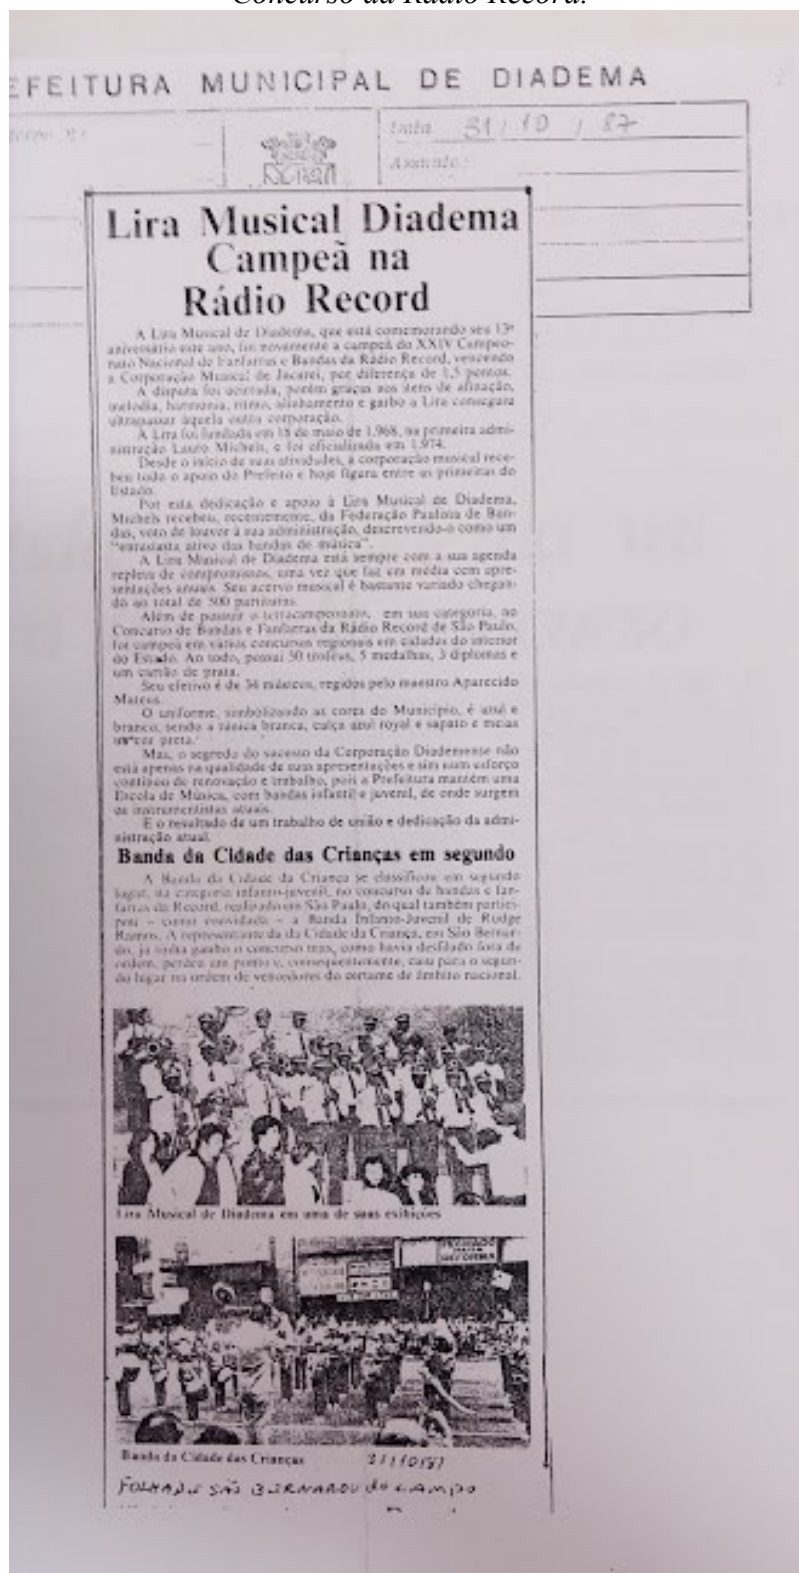 Concurso da Rádio Record.
EFEITURA MUNICIPAL DE DIADEMA
Data 31 / 10 / 87
Assunto:
Lira Musical Diadema
Campeã na
Rádio Record
A Lira Musical de Diadema, que está comemorando seu 13º
aniversário este ano, foi novamente a campeã do XXIV Campeo-
nato Nacional de Fanfarras e Bandas da Rádio Record, vencendo
a Corporação Musical de Jacareí, por diferença de 1,5 pontos.
A disputa foi acirrada, porém graças aos itens de afinação,
melodia, harmonia, ritmo, alinhamento e garbo a Lira conseguiu
ultrapassar àquela outra corporação.
A Lira foi fundada em 18 de maio de 1.968, na primeira admi-
nistração Lauro Michels, e foi oficializada em 1.974.
Desde o início de suas atividades, a corporação musical rece-
beu todo o apoio do Prefeito e hoje figura entre as primeiras do
Estado.
Por esta dedicação e apoio à Lira Musical de Diadema,
Michels recebeu, recentemente, da Federação Paulista de Ban-
das, voto de louvor à sua administração, descrevendo-o como um
"entusiasta ativo das bandas de música".
A Lira Musical de Diadema está sempre com a sua agenda
repleta de compromissos, uma vez que faz em média cem apre-
sentações anuais. Seu acervo musical é bastante variado chegan-
do ao total de 500 partituras.
Além de possuir o tetracampeonato, em sua categoria, no
Concurso de Bandas e Fanfarras da Rádio Record de São Paulo,
foi campeã em vários concursos regionais em cidades do interior
do Estado. Ao todo, possui 30 troféus, 5 medalhas, 3 diplomas e
um cartão de prata.
Seu efetivo é de 34 músicos, regidos pelo maestro Aparecido
Mateus.
O uniforme, simbolizando as cores do Município, é azul e
branco, sendo a túnica branca, calça azul royal e sapato e meias
cor preta.
Mas, o segredo do sucesso da Corporação Diademense não
está apenas na qualidade de suas apresentações e sim num esforço
contínuo de renovação e trabalho, pois a Prefeitura mantém uma
Escola de Música, com bandas infantil e juvenil, de onde surgem
os instrumentistas atuais.
E o resultado de um trabalho de união e dedicação da admi-
nistração atual.
Banda da Cidade das Crianças em segundo
A Banda da Cidade da Criança se classificou em segundo
lugar, na categoria infanto-juvenil, no concurso de bandas e fan-
farras da Record, realizado em São Paulo, do qual também partici-
pou - como convidada - a Banda Infanto-Juvenil de Rudge
Ramos. A representante da da Cidade da Criança, em São Bernar-
do, já tinha ganho o concurso mas, como havia desfilado fora de
ordem, perdeu um ponto e, conseqüentemente, caiu para o segun-
do lugar na ordem de vencedores do certame de âmbito nacional.
Lira Musical de Diadema em uma de suas exibições
Banda da Cidade das Crianças
31/10/87
FOLHA DE SÃO BERNARDO do CAMPO